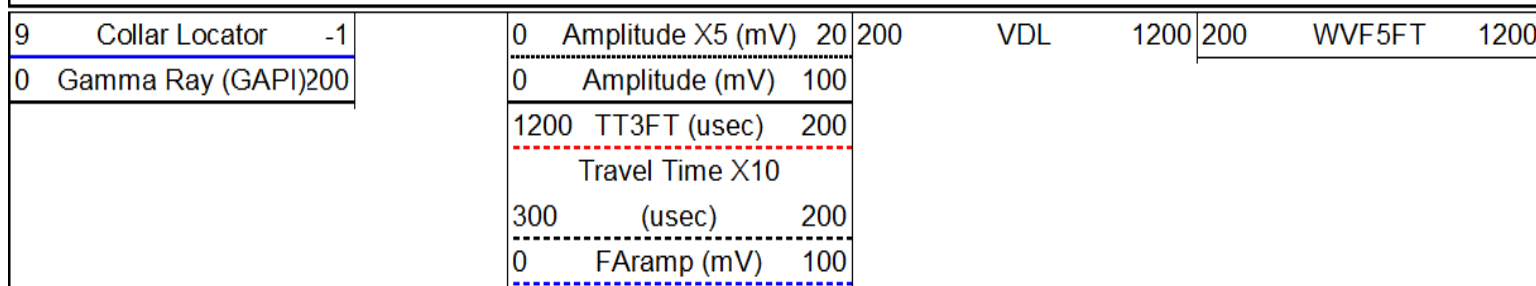 9 Collar Locator -1
0 Gamma Ray (GAPI)200
0 Amplitude X5 (mV) 20
0 Amplitude (mV) 100
1200 TT3FT (usec) 200
Travel Time X10
300 (usec) 200
0 FAramp (mV) 100
200 VDL 1200
200 WVF5FT 1200